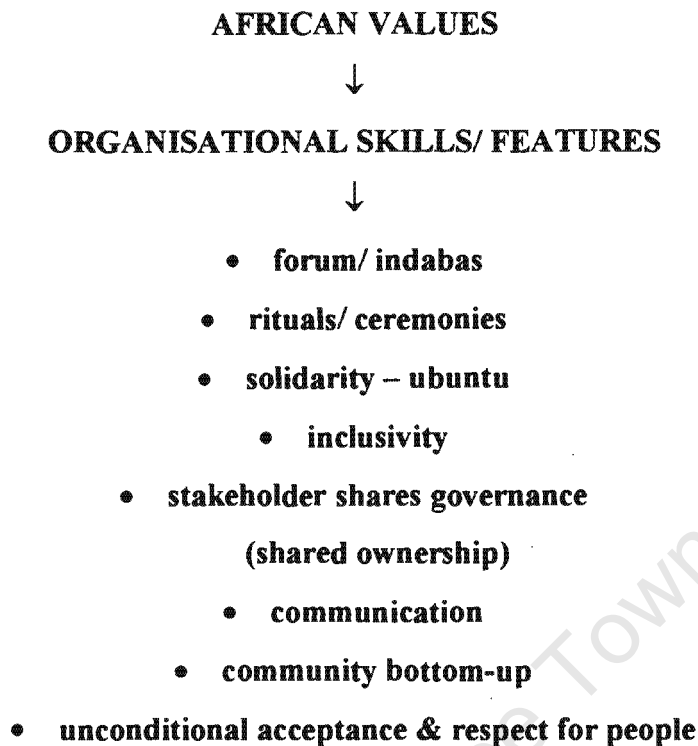 AFRICAN VALUES
↓
ORGANISATIONAL SKILLS/ FEATURES
↓
• forum/ indabas
• rituals/ ceremonies
• solidarity – ubuntu
• inclusivity
• stakeholder shares governance
(shared ownership)
• communication
• community bottom-up
• unconditional acceptance & respect for people
Town